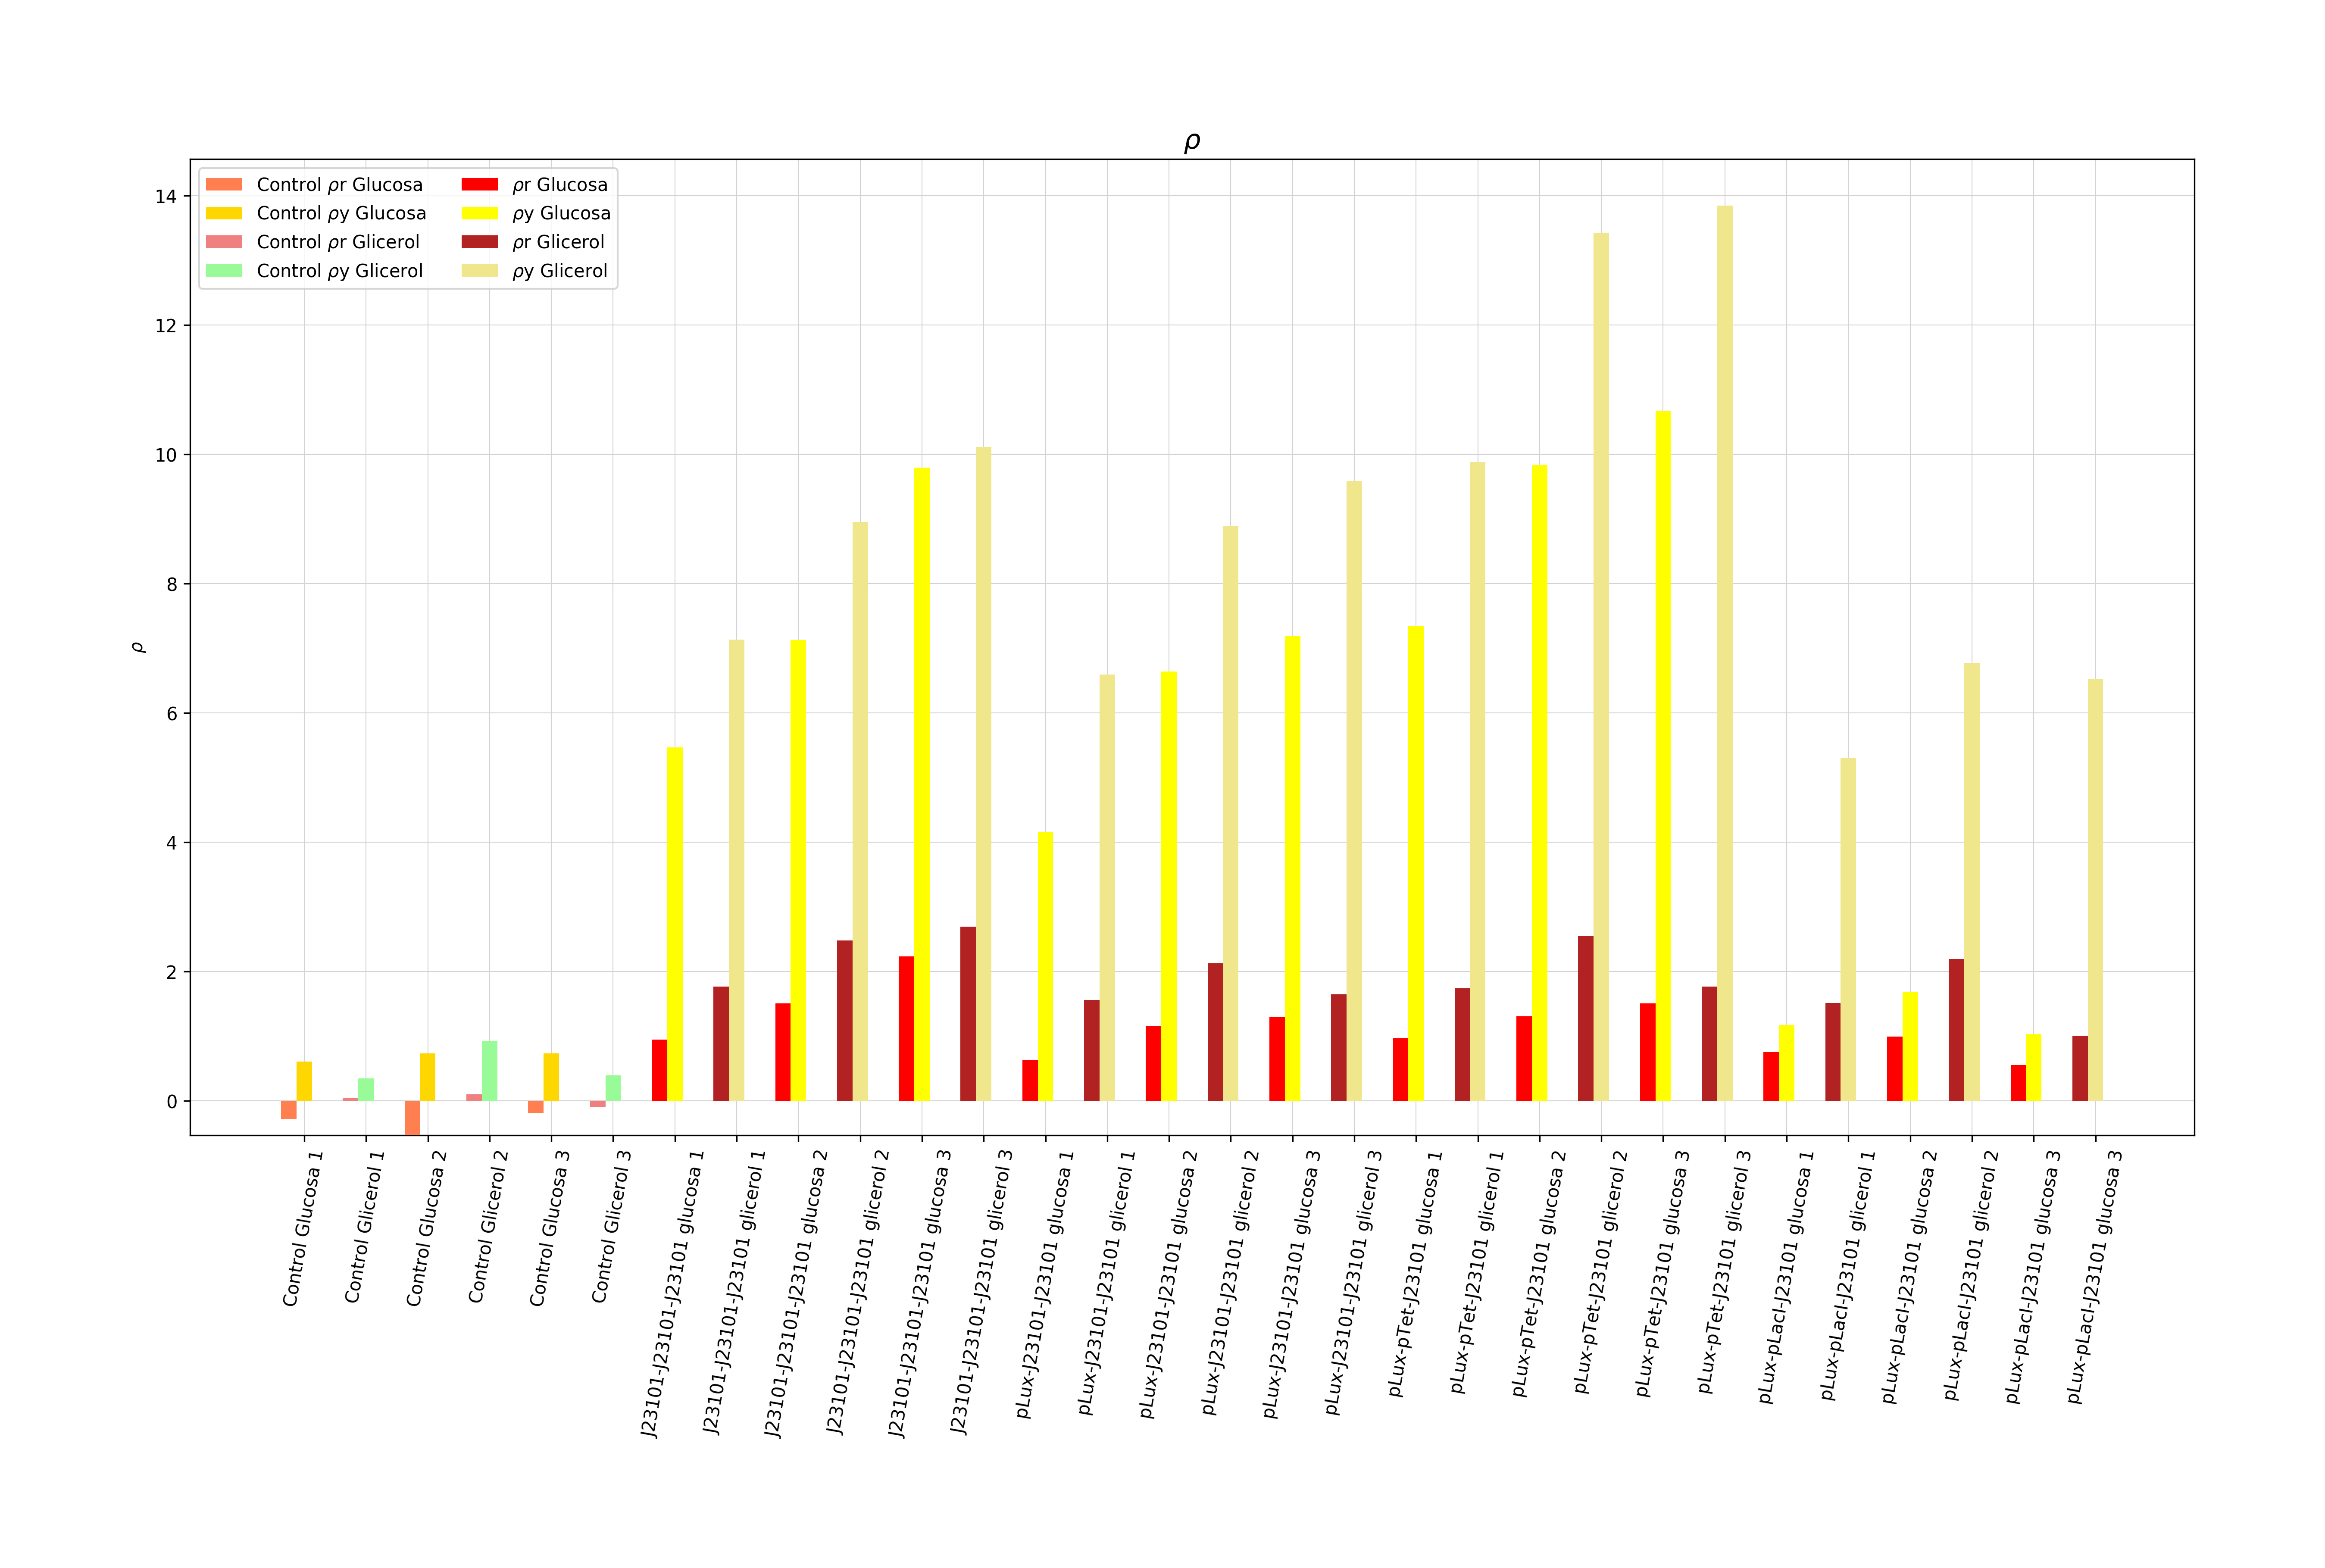 ρ
Control ρr Glucosa
Control ρy Glucosa
Control ρr Glicerol
Control ρy Glicerol
ρr Glucosa
ρy Glucosa
ρr Glicerol
ρy Glicerol
14
12
10
8
6
4
2
0
ρ
Control Glucosa 1
Control Glicerol 1
Control Glucosa 2
Control Glicerol 2
Control Glucosa 3
Control Glicerol 3
J23101-J23101-J23101 glucosa 1
J23101-J23101-J23101 glicerol 1
J23101-J23101-J23101 glucosa 2
J23101-J23101-J23101 glicerol 2
J23101-J23101-J23101 glucosa 3
J23101-J23101-J23101 glicerol 3
pLux-J23101-J23101 glucosa 1
pLux-J23101-J23101 glicerol 1
pLux-J23101-J23101 glucosa 2
pLux-J23101-J23101 glicerol 2
pLux-J23101-J23101 glucosa 3
pLux-J23101-J23101 glicerol 3
pLux-pTet-J23101 glucosa 1
pLux-pTet-J23101 glicerol 1
pLux-pTet-J23101 glucosa 2
pLux-pTet-J23101 glicerol 2
pLux-pTet-J23101 glucosa 3
pLux-pTet-J23101 glicerol 3
pLux-pLacI-J23101 glucosa 1
pLux-pLacI-J23101 glicerol 1
pLux-pLacI-J23101 glucosa 2
pLux-pLacI-J23101 glicerol 2
pLux-pLacI-J23101 glucosa 3
pLux-pLacI-J23101 glucosa 3